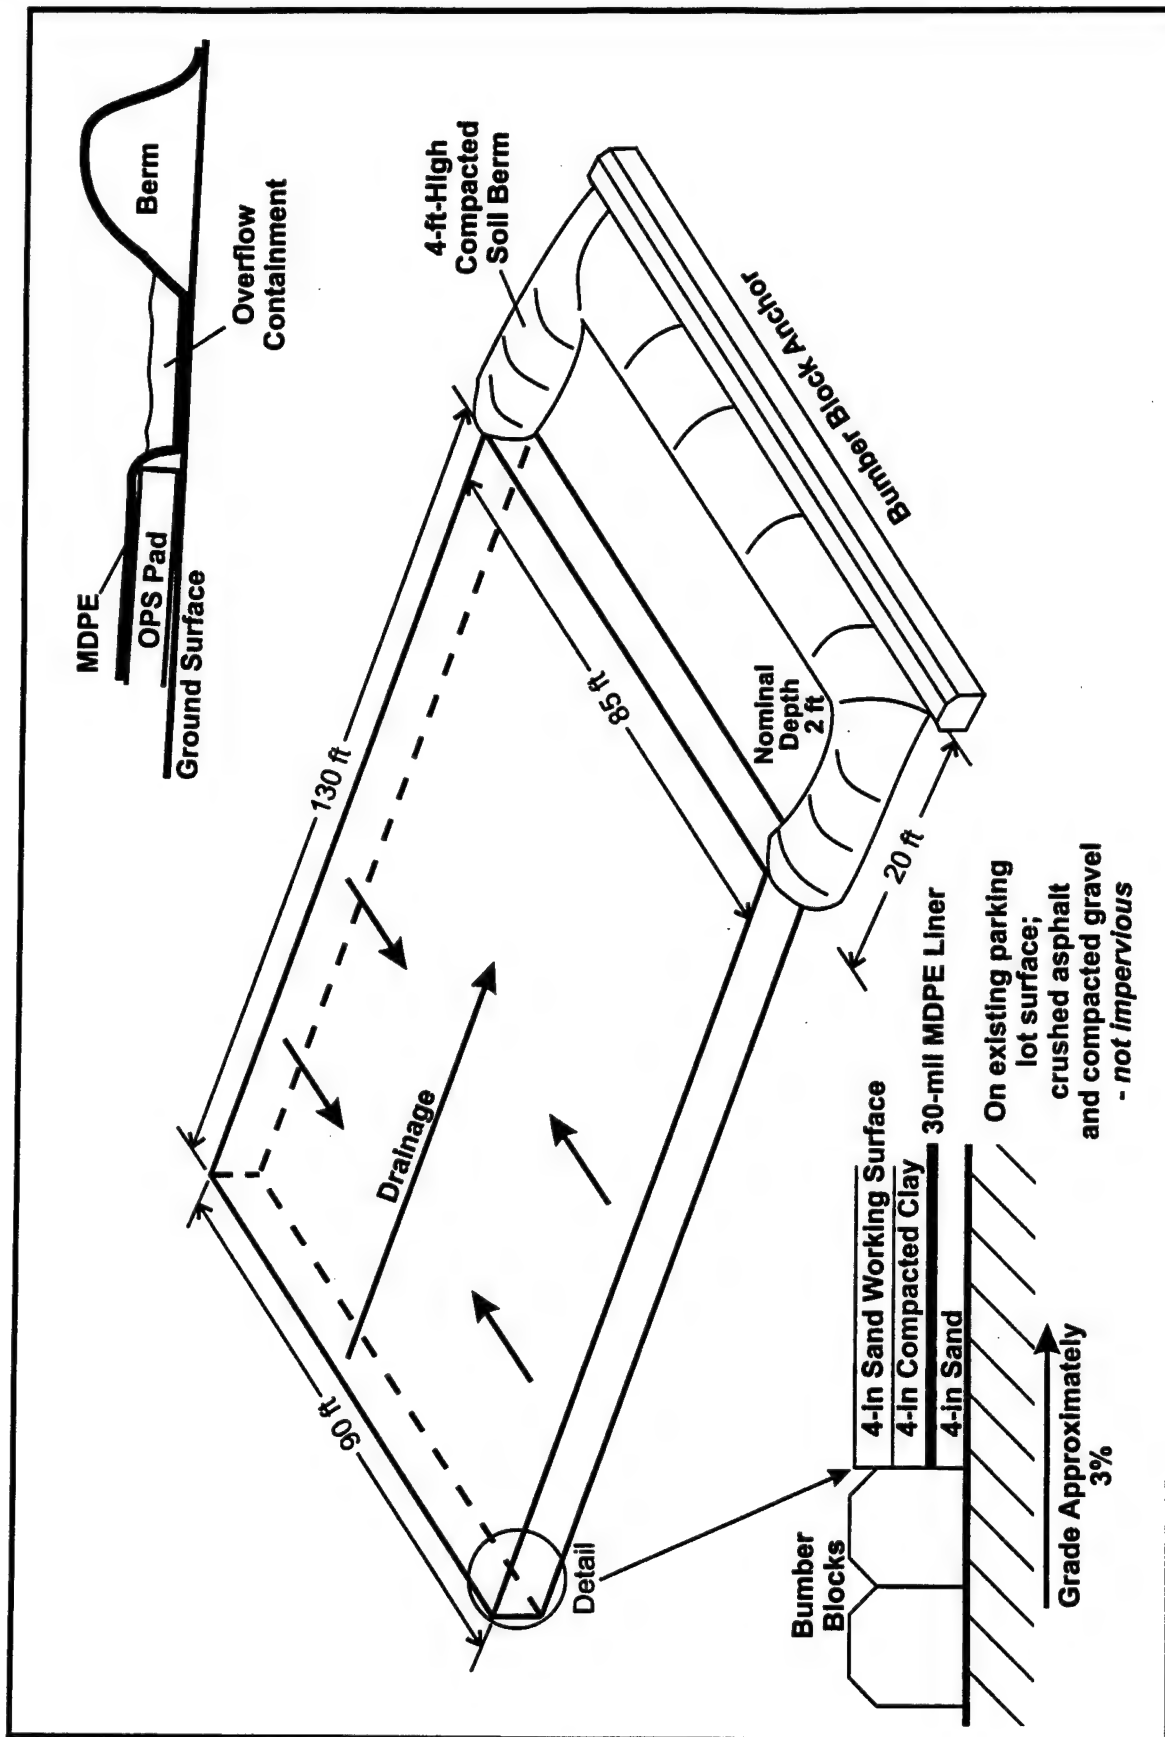 MDPE
OPS Pad
Ground Surface
Berm
Overflow
Containment
4-ft-High
Compacted
Soil Berm
130 ft
85 ft
90 ft
Drainage
Nominal
Depth
2 ft
Bumber Block Anchor
20 ft
Detail
Bumber
Blocks
4-in Sand Working Surface
4-in Compacted Clay
30-mil MDPE Liner
4-in Sand
On existing parking
lot surface;
crushed asphalt
and compacted gravel
- not impervious
Grade Approximately
3%